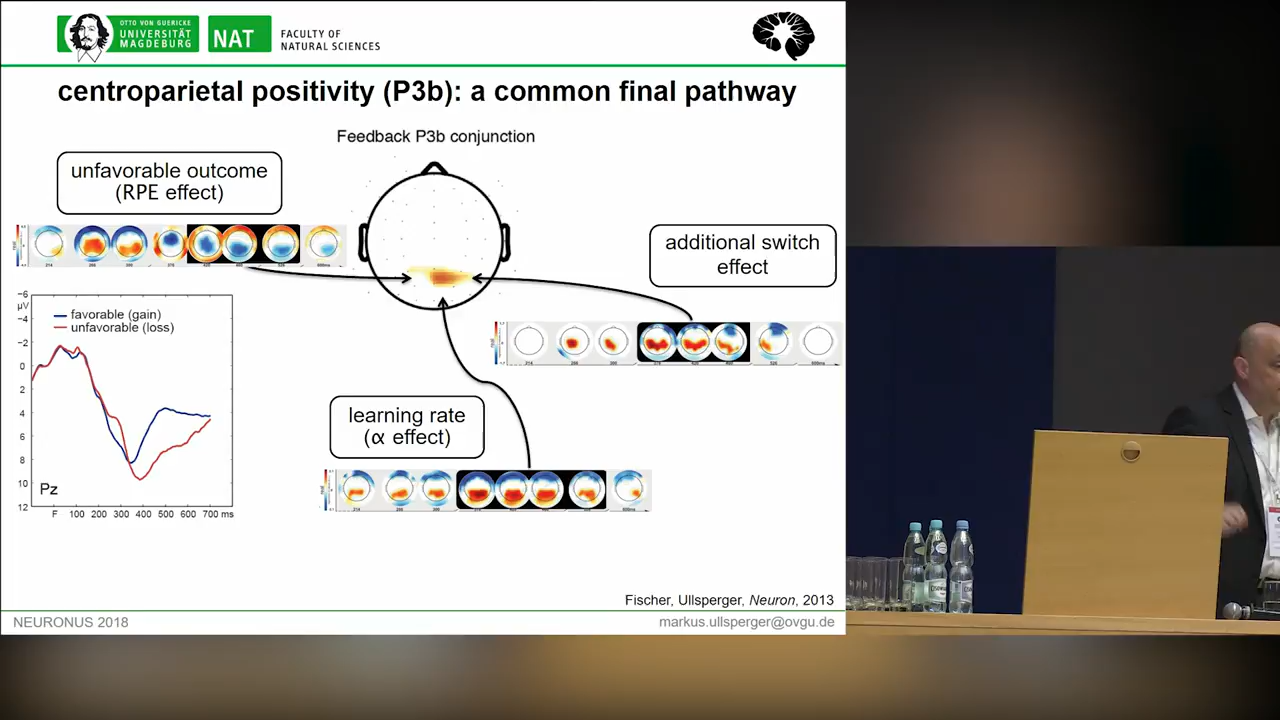 OTTO VON GUERICKE
UNIVERSITÄT
MAGDEBURG
NAT
FACULTY OF
NATURAL SCIENCES
centroparietal positivity (P3b): a common final pathway
Feedback P3b conjunction
unfavorable outcome
(RPE effect)
additional switch
effect
−6
μV
−4
−2
0
2
4
6
8
10
12
favorable (gain)
unfavorable (loss)
Pz
F 100 200 300 400 500 600 700 ms
learning rate
(α effect)
Fischer, Ullsperger, Neuron, 2013
NEURONUS 2018
markus.ullsperger@ovgu.de